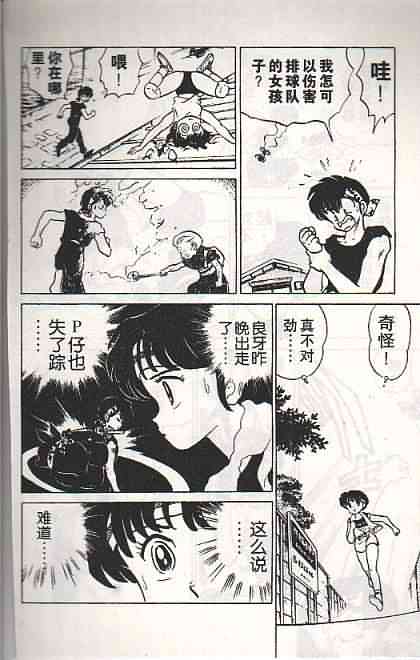 哇！
我怎可
以伤害
排球队
的女孩
子？
喂！
你在哪
里？
奇怪！
真不对
劲……
良牙昨
晚出走
了……
P仔也
失了踪
……
这么说
……
难道
……